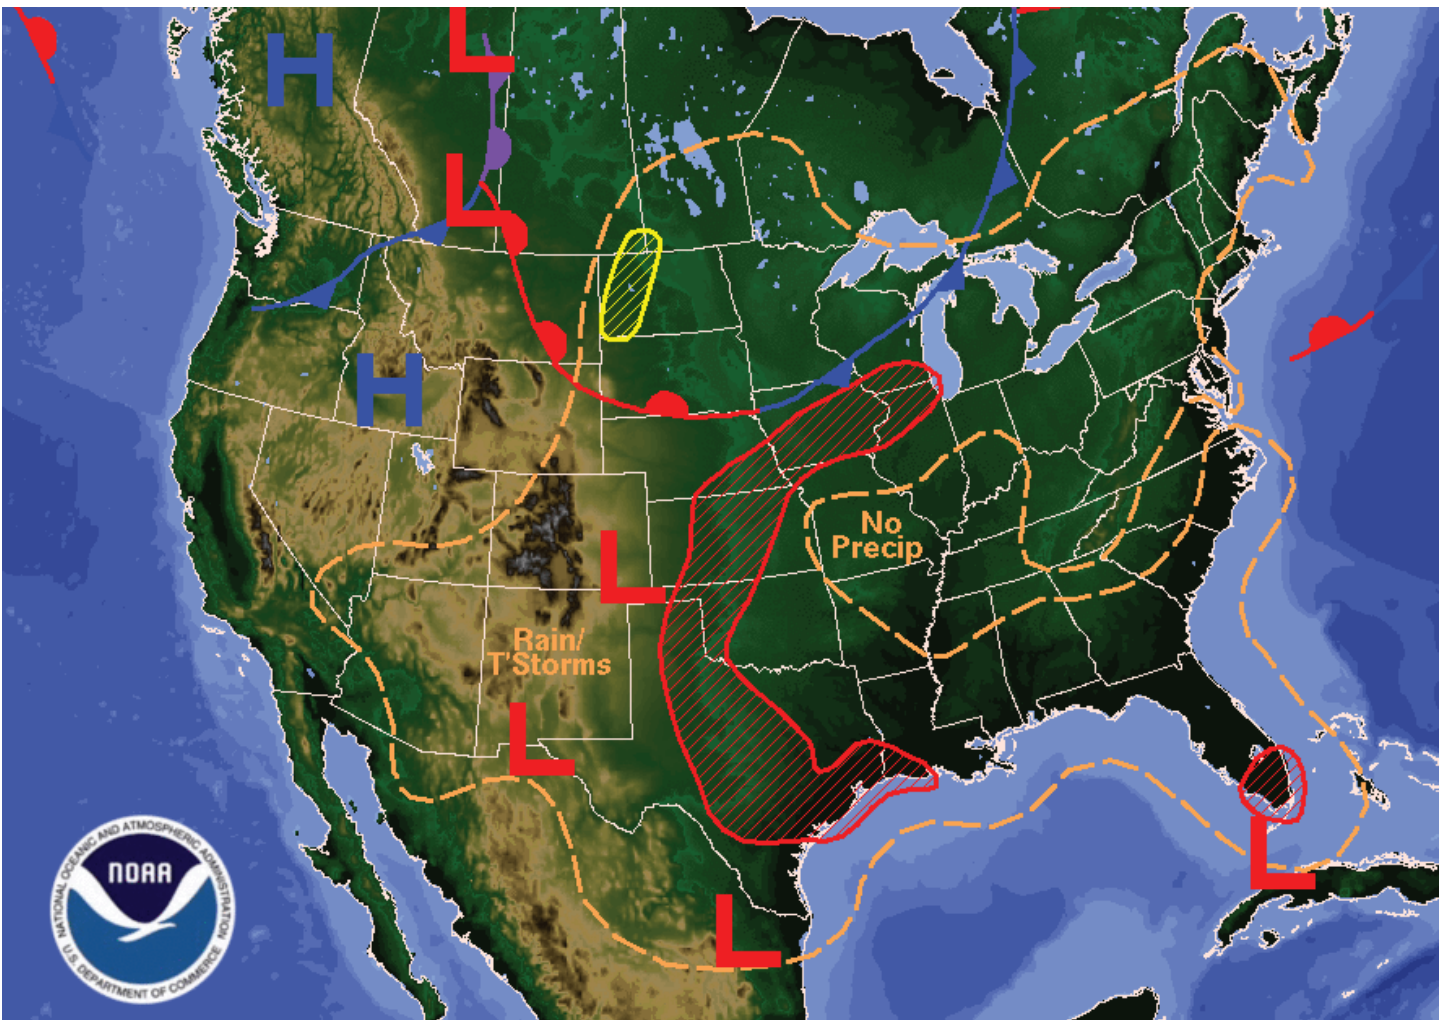 H
L
L
H
No
Precip
L
Rain/
T'Storms
L
L
L
NATIONAL OCEANIC AND ATMOSPHERIC ADMINISTRATION
NOAA
U.S. DEPARTMENT OF COMMERCE